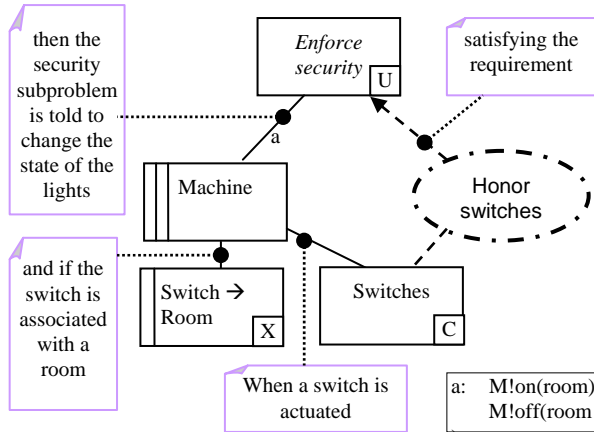 then the
security
subproblem
is told to
change the
state of the
lights
Enforce
security
U
satisfying the
requirement
a
Machine
Honor
switches
and if the
switch is
associated
with a
room
Switch →
Room
X
Switches
C
When a switch is
actuated
a: M!on(room)
M!off(room